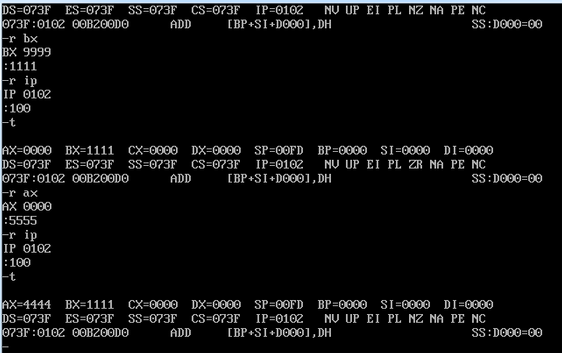 DS=073F  ES=073F  SS=073F  CS=073F  IP=0102   NV UP EI PL NZ NA PE NC
073F:0102 00B200D0      ADD     [BP+SI+D000],DH                    SS:D000=00
-r bx
BX 9999
:1111
-r ip
IP 0102
:100
-t
AX=0000  BX=1111  CX=0000  DX=0000  SP=00FD  BP=0000  SI=0000  DI=0000
DS=073F  ES=073F  SS=073F  CS=073F  IP=0102   NV UP EI PL ZR NA PE NC
073F:0102 00B200D0      ADD     [BP+SI+D000],DH                    SS:D000=00
-r ax
AX 0000
:5555
-r ip
IP 0102
:100
-t
AX=4444  BX=1111  CX=0000  DX=0000  SP=00FD  BP=0000  SI=0000  DI=0000
DS=073F  ES=073F  SS=073F  CS=073F  IP=0102   NV UP EI PL NZ NA PE NC
073F:0102 00B200D0      ADD     [BP+SI+D000],DH                    SS:D000=00
-